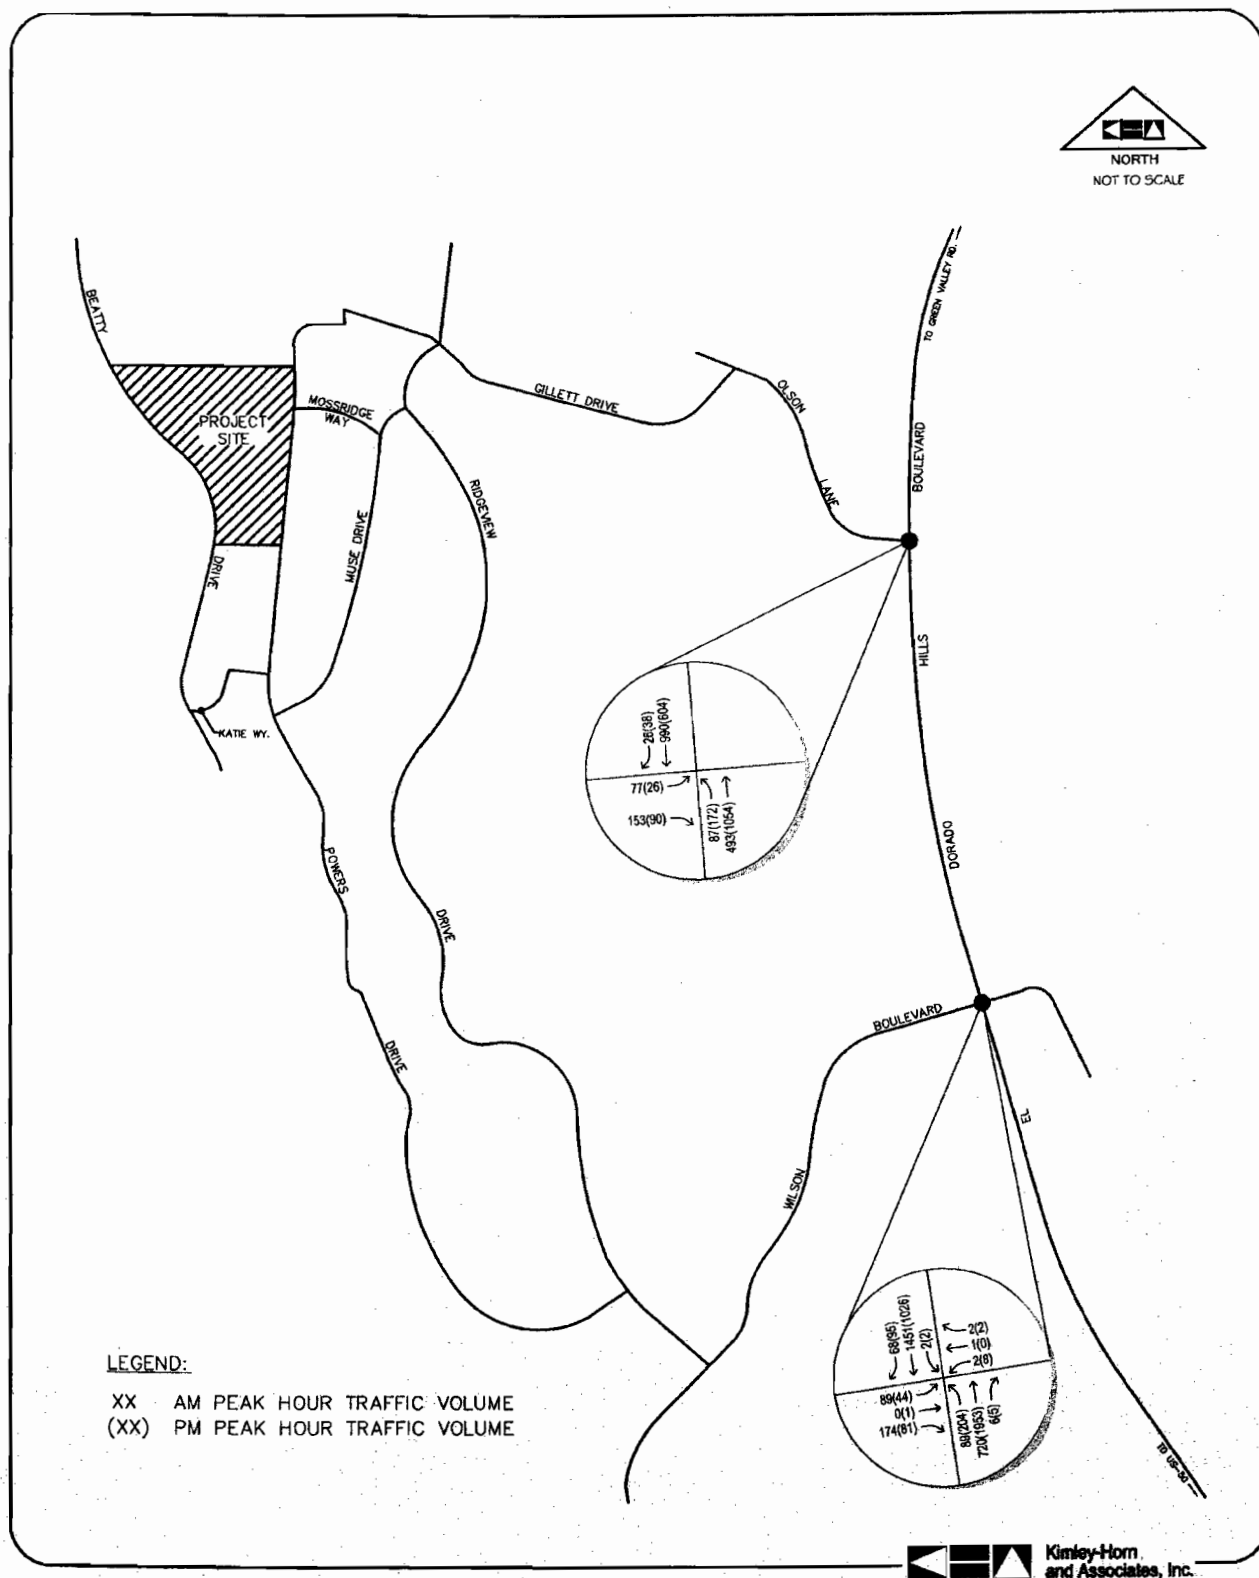 NORTH
NOT TO SCALE
TO GREEN VALLEY RD.
BEATTY
OLSON
GILLETT DRIVE
MOSSRIDGE
WAY
PROJECT
SITE
BOULEVARD
RIDGEVIEW
LANE
MUSE DRIVE
DRIVE
HILLS
26(38)
990(604)
KATIE WY.
77(26)
153(90)
87(172)
493(1054)
DORADO
POWERS
DRIVE
BOULEVARD
DRIVE
EL
WILSON
68(95)
1451(1026)
2(2)
2(2)
1(0)
2(8)
89(44)
0(1)
174(81)
89(204)
720(1953)
6(5)
TO US-50
LEGEND:
XX AM PEAK HOUR TRAFFIC VOLUME
(XX) PM PEAK HOUR TRAFFIC VOLUME
Kimley-Horn
and Associates, Inc.